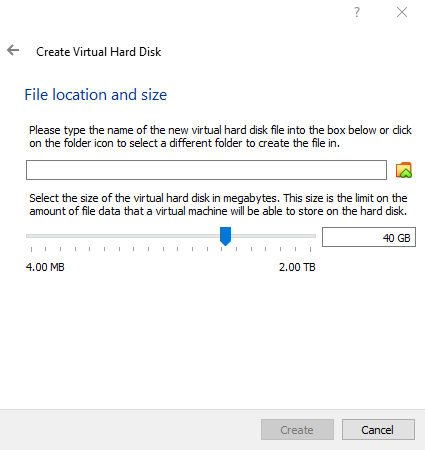 ?
Create Virtual Hard Disk
File location and size
Please type the name of the new virtual hard disk file into the box below or click
on the folder icon to select a different folder to create the file in.
Select the size of the virtual hard disk in megabytes. This size is the limit on the
amount of file data that a virtual machine will be able to store on the hard disk.
40 GB
4.00 MB 2.00 TB
Create Cancel